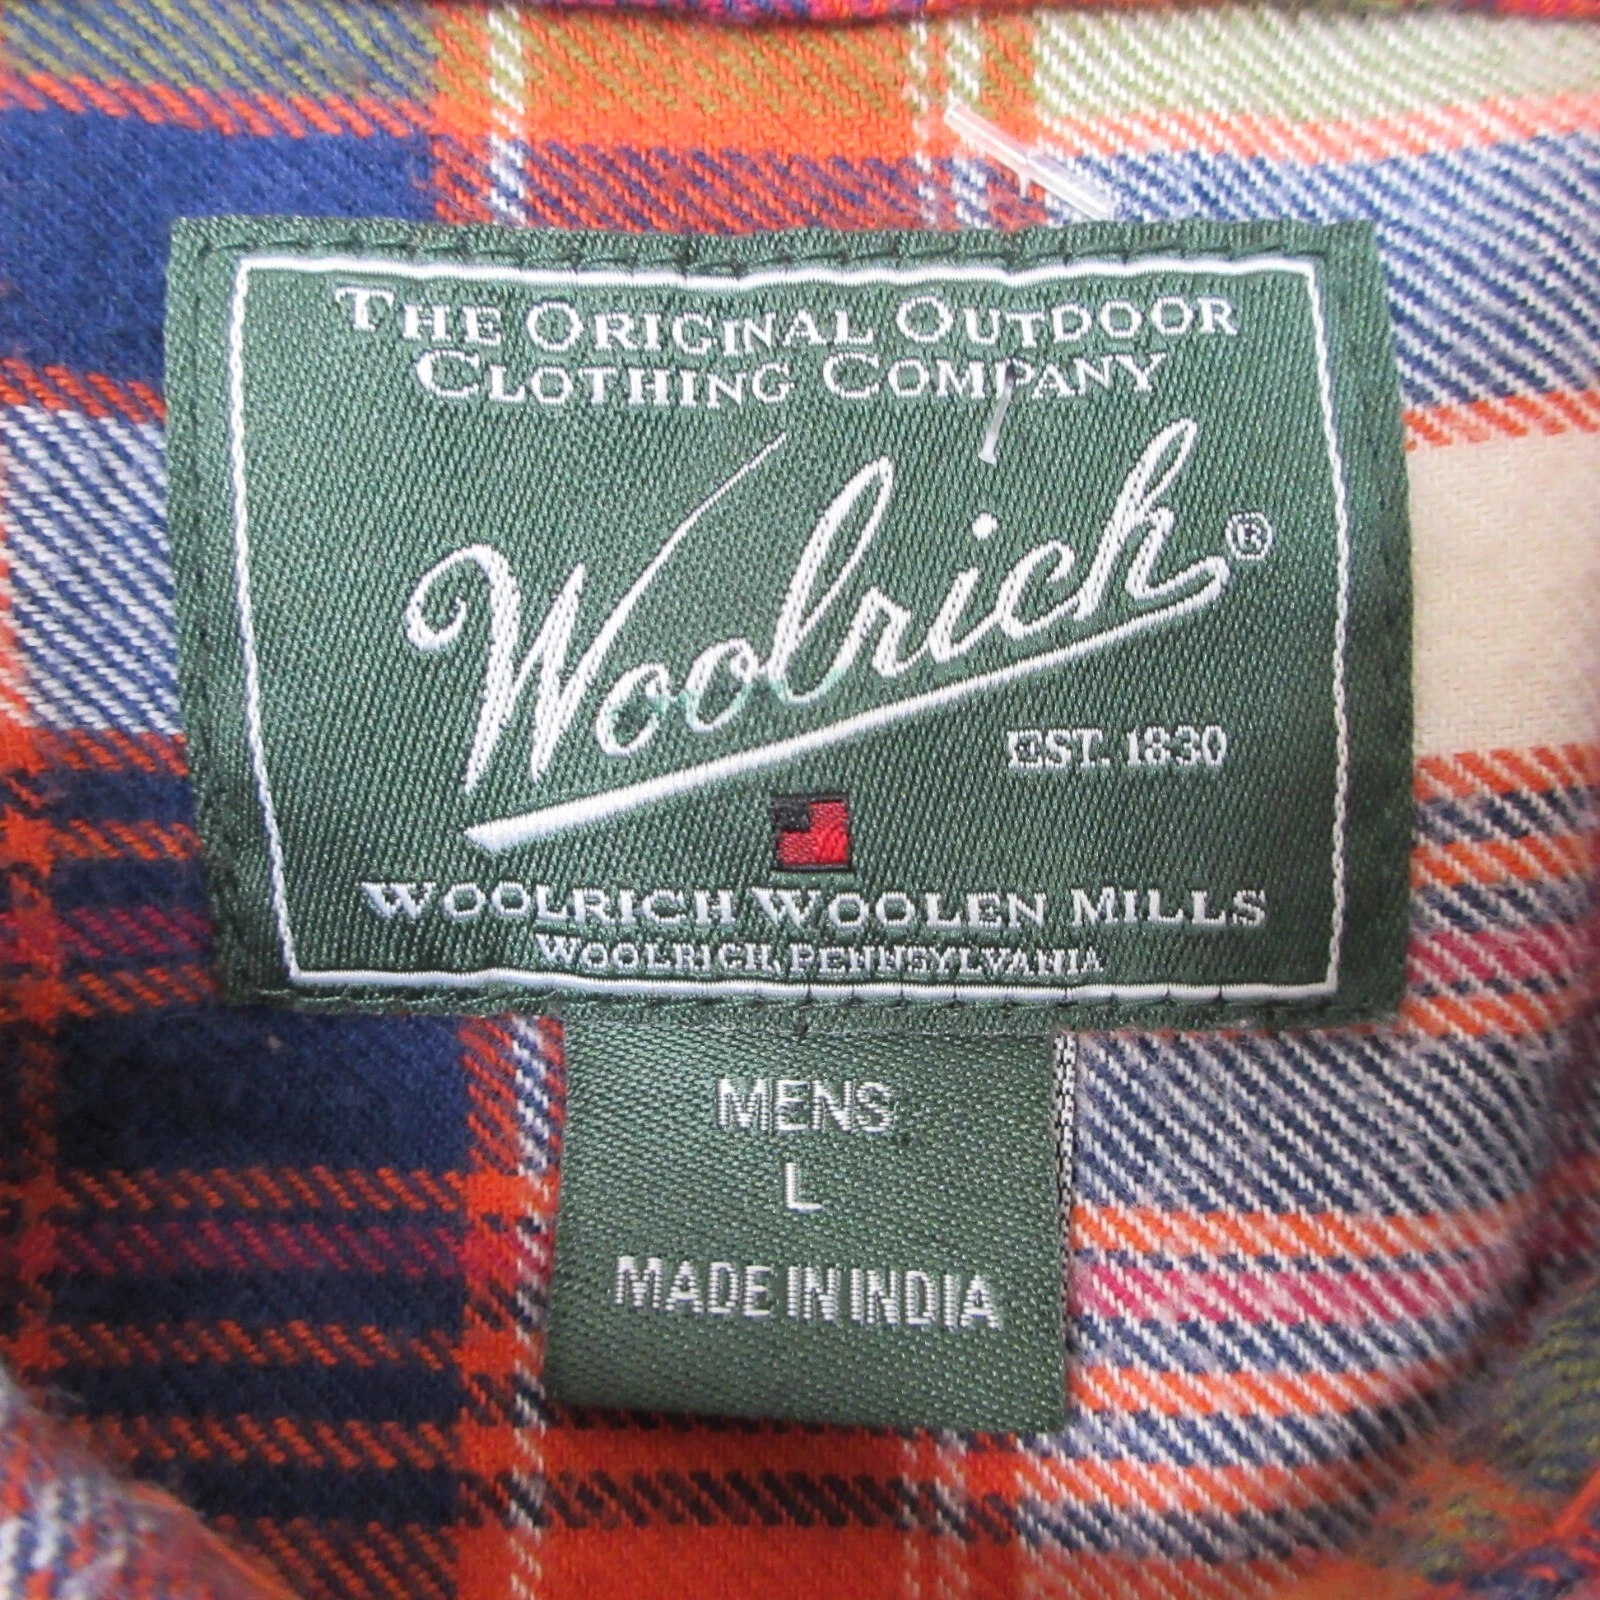 THE ORIGINAL OUTDOOR
CLOTHING COMPANY
Woolrich®
EST. 1830
WOOLRICH WOOLEN MILLS
WOOLRICH, PENNSYLVANIA
MENS
L
MADE IN INDIA